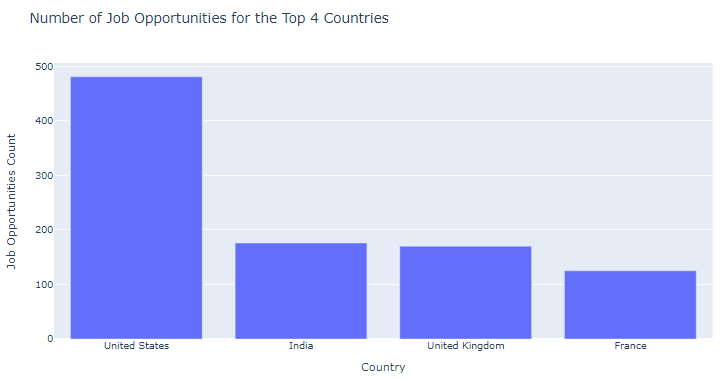 Number of Job Opportunities for the Top 4 Countries
Job Opportunities Count
500
400
300
200
100
0
United States
India
United Kingdom
France
Country